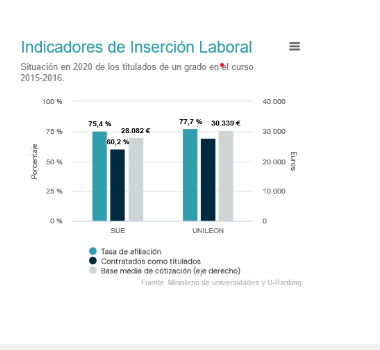 Indicadores de Inserción Laboral
Situación en 2020 de los titulados de un grado en el curso
2015-2016.
100 %
40.000
75,4 %
77,7 %
30.339 €
28.082 €
75 %
30.000
60,2 %
Porcentaje
Euros
50 %
20.000
25 %
10.000
0 %
0
SUE
UNILEON
Tasa de afiliación
Contratados como titulados
Base media de cotización (eje derecho)
Fuente: Ministerio de universidades y U-Ranking